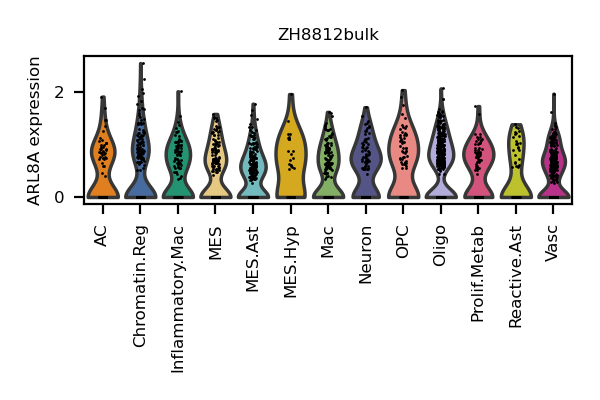 ZH8812bulk
ARL8A expression
2
0
AC
Chromatin.Reg
Inflammatory.Mac
MES
MES.Ast
MES.Hyp
Mac
Neuron
OPC
Oligo
Prolif.Metab
Reactive.Ast
Vasc